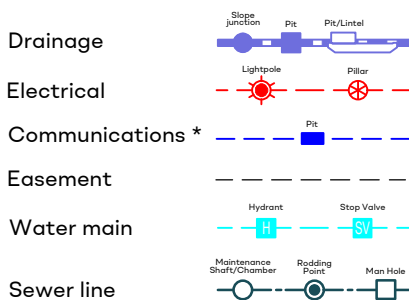 Slope
junction
Pit
Pit/Lintel
Drainage
Lightpole
Pillar
Electrical
Pit
Communications *
Easement
Hydrant
Stop Valve
Water main
H
SV
Maintenance
Shaft/Chamber
Rodding
Point
Man Hole
Sewer line